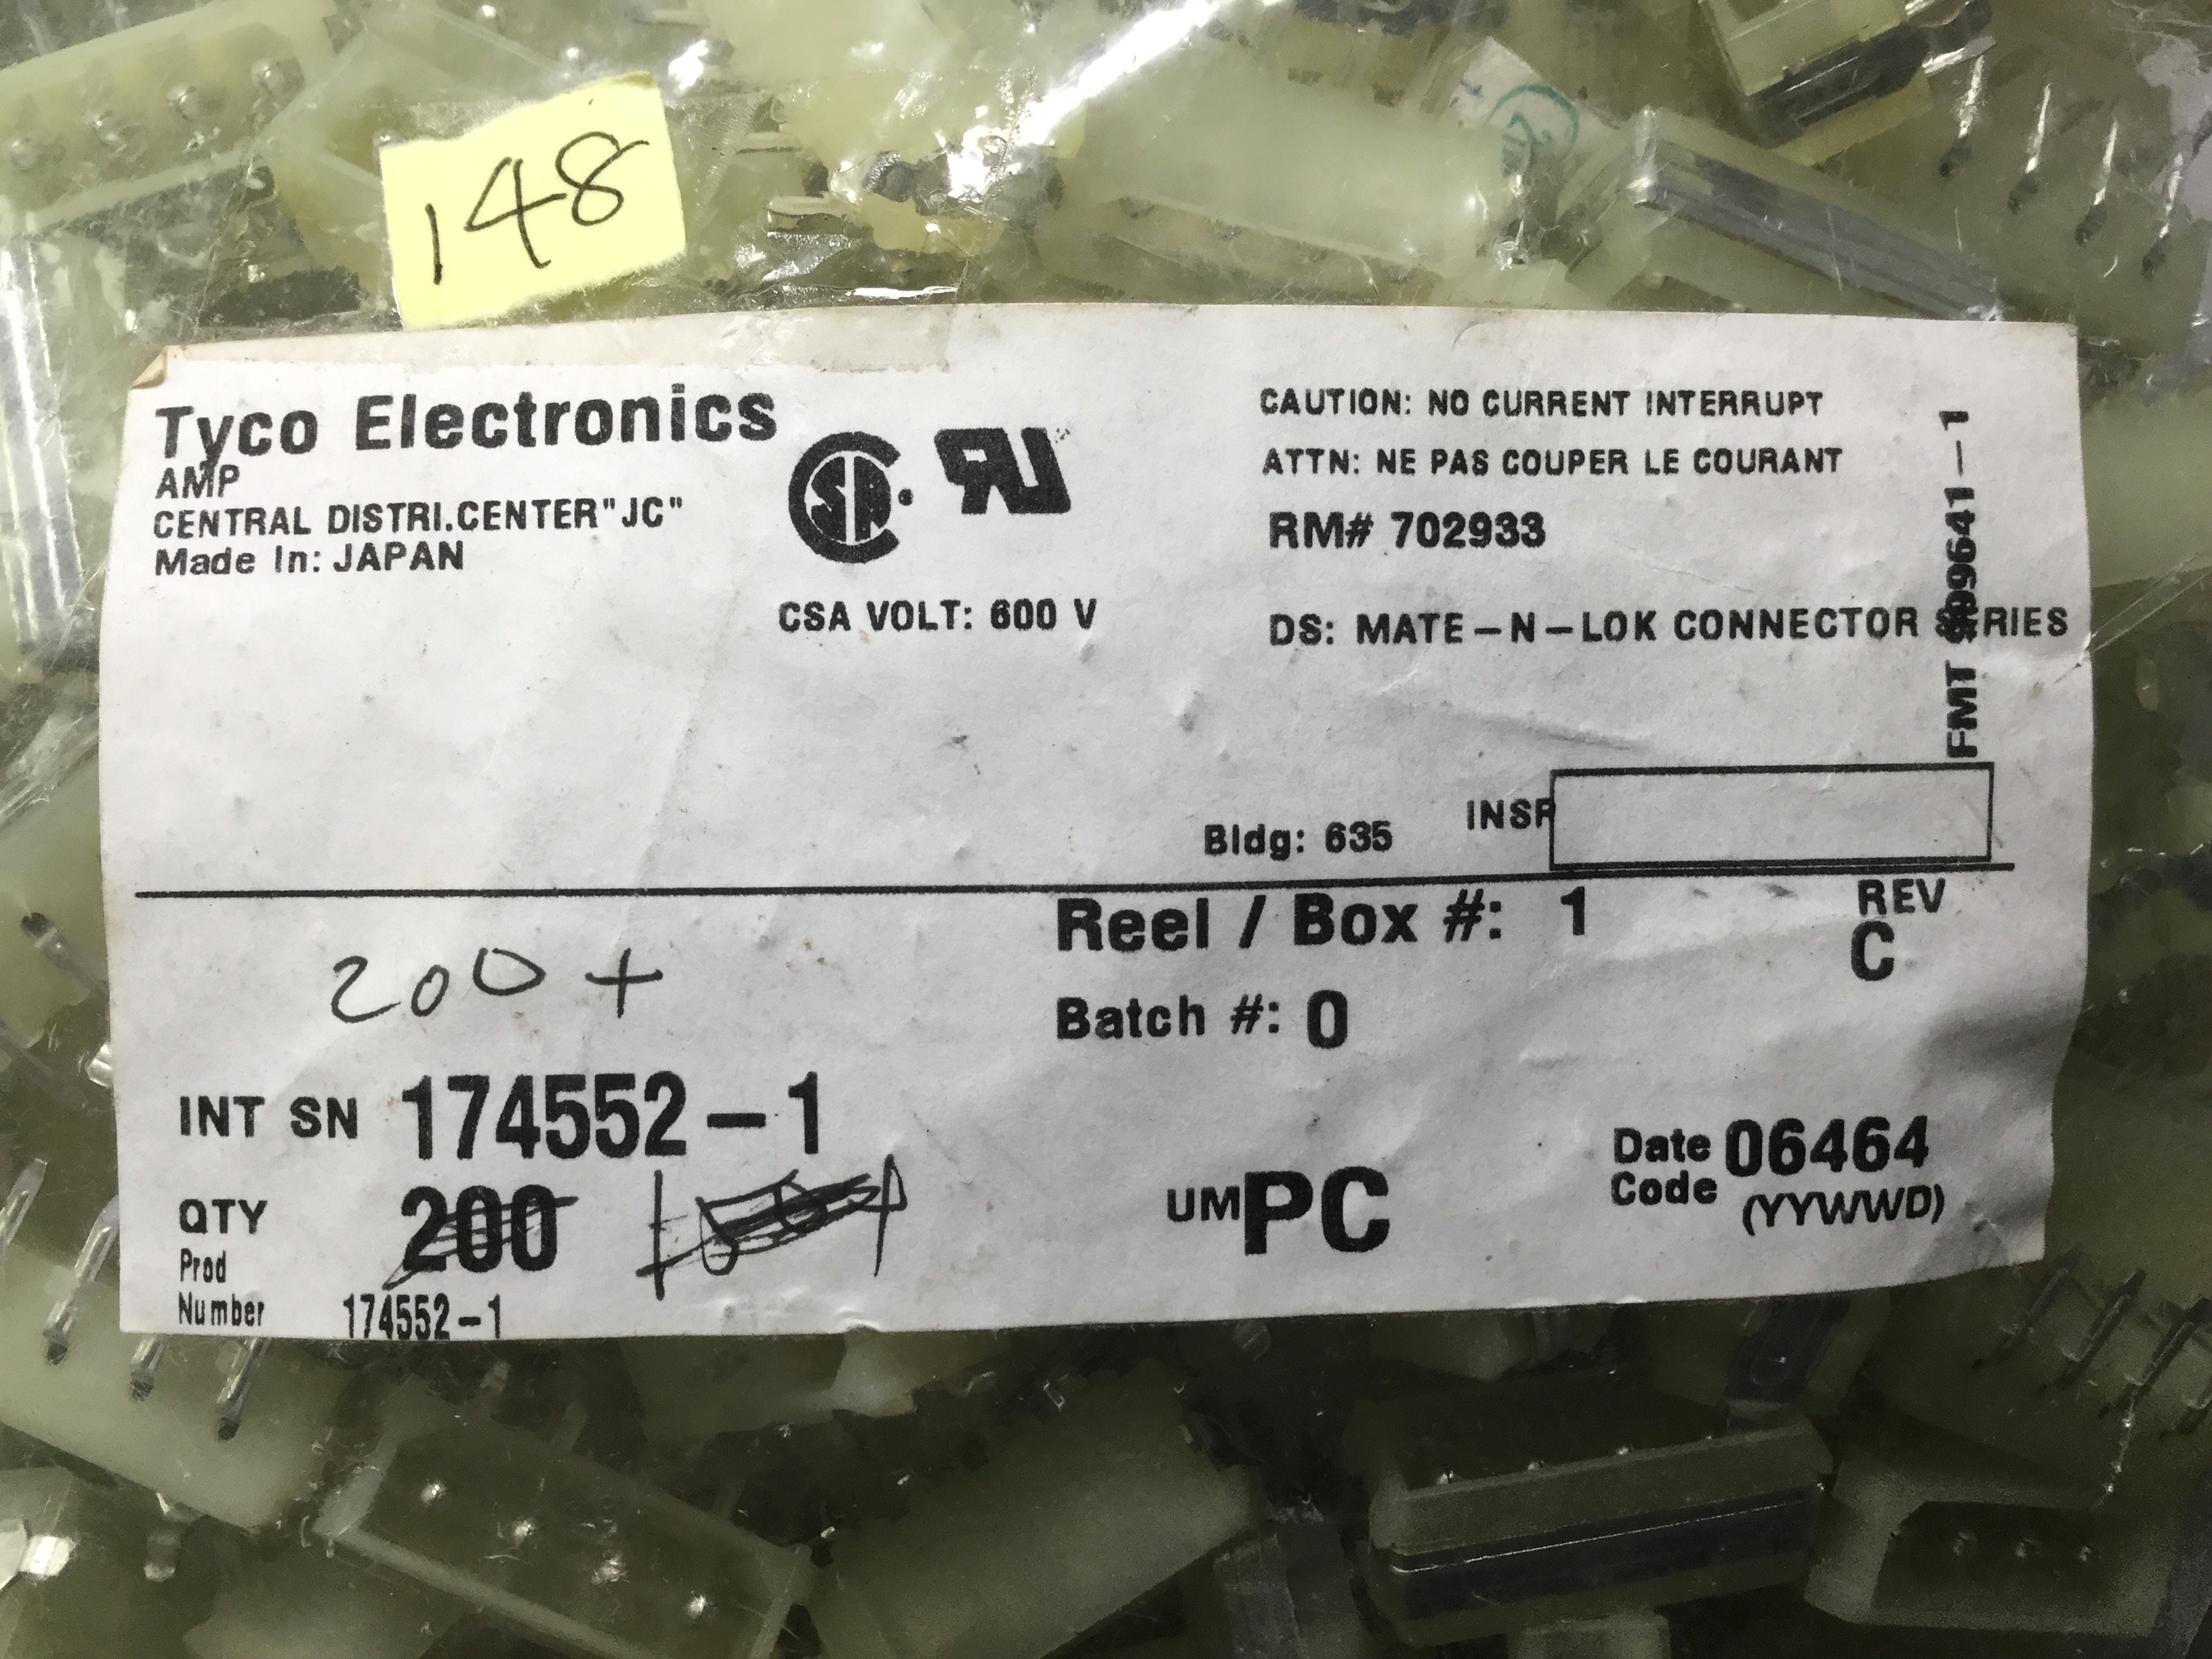 148
Tyco Electronics
AMP
CENTRAL DISTRI.CENTER"JC"
Made In: JAPAN
CSA VOLT: 600 V
CAUTION: NO CURRENT INTERRUPT
ATTN: NE PAS COUPER LE COURANT
RM# 702933
DS: MATE-N-LOK CONNECTOR SERIES
FMT 999641-1
Bldg: 635 INSP
Reel / Box #: 1
REV
C
200+
Batch #: 0
INT SN 174552-1
QTY 200
UM PC
Date Code 06464
(YYWWD)
Prod
Number 174552-1